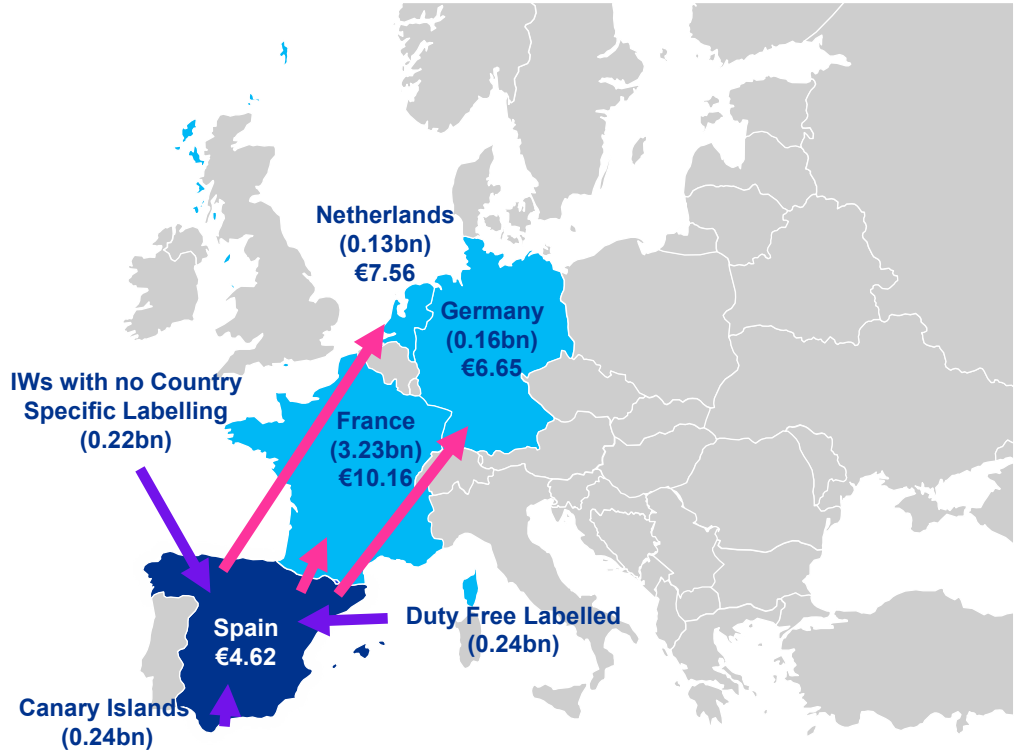 Netherlands
(0.13bn)
€7.56
Germany
(0.16bn)
€6.65
IWs with no Country
Specific Labelling
(0.22bn)
France
(3.23bn)
€10.16
Spain
€4.62
Duty Free Labelled
(0.24bn)
Canary Islands
(0.24bn)